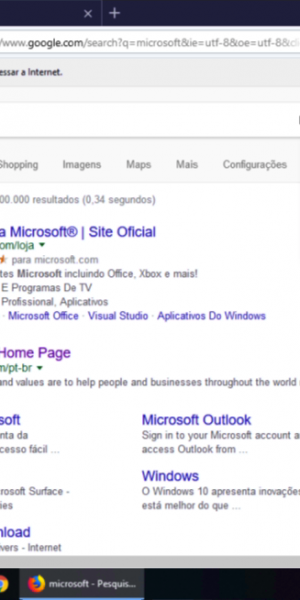 /www.google.com/search?q=microsoft&ie=utf-8&oe=utf-8&
essar a Internet.
Shopping Imagens Maps Mais Configurações
00.000 resultados (0,34 segundos)
a Microsoft® | Site Oficial
om/loja
para microsoft.com
tes Microsoft incluindo Office, Xbox e mais!
E Programas De TV
Profissional, Aplicativos
· Microsoft Office · Visual Studio · Aplicativos Do Windows
Home Page
m/pt-br
and values are to help people and businesses throughout the world
soft
nta da
cesso fácil ...
Microsoft Outlook
Sign in to your Microsoft account a
access Outlook from ...
rosoft Surface -
ies
Windows
O Windows 10 apresenta inovações
está melhor do que ...
nload
vers - Internet
microsoft - Pesquis...